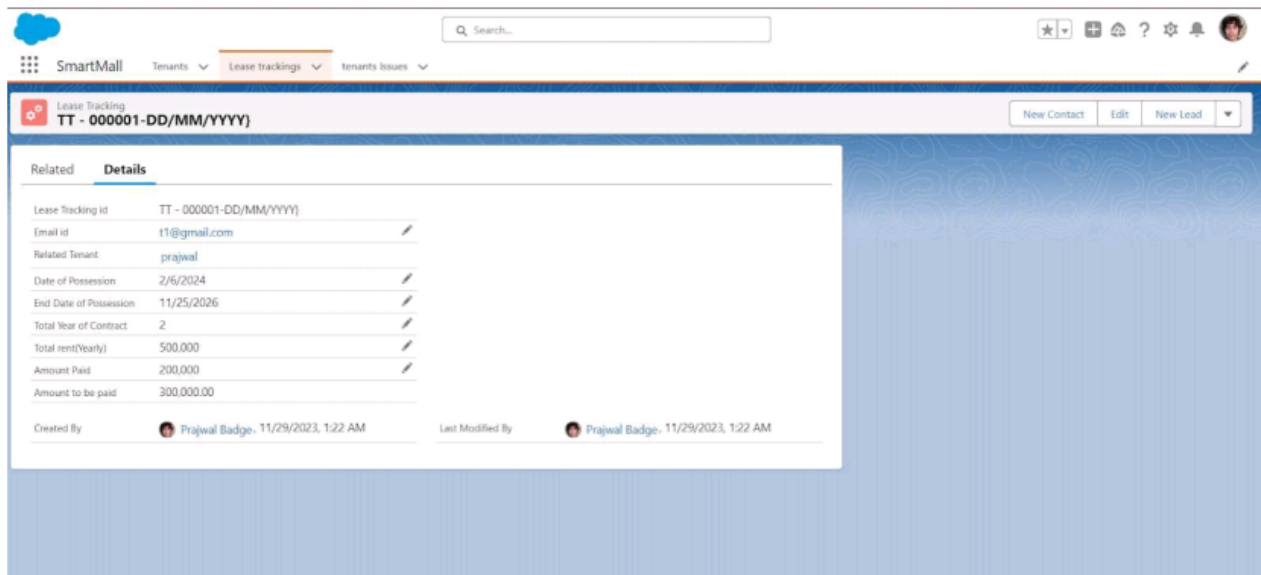 Search...
SmartMall Tenants Lease trackings tenants Issues
Lease Tracking
TT - 000001-DD/MM/YYYY}
New Contact Edit New Lead
Related Details
Lease Tracking id TT - 000001-DD/MM/YYYY}
Email id t1@gmail.com
Related Tenant prajwal
Date of Possession 2/6/2024
End Date of Possession 11/25/2026
Total Year of Contract 2
Total rent(Yearly) 500,000
Amount Paid 200,000
Amount to be paid 300,000.00
Created By Prajwal Badge, 11/29/2023, 1:22 AM Last Modified By Prajwal Badge, 11/29/2023, 1:22 AM